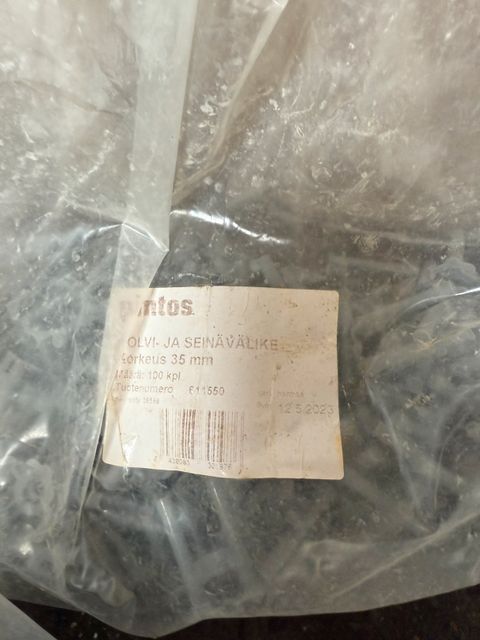 pintos
OLVI- JA SEINÄVÄLIKE
Korkeus 35 mm
Määrä: 100 kpl
Tuotenumero 611550
12.5.2023